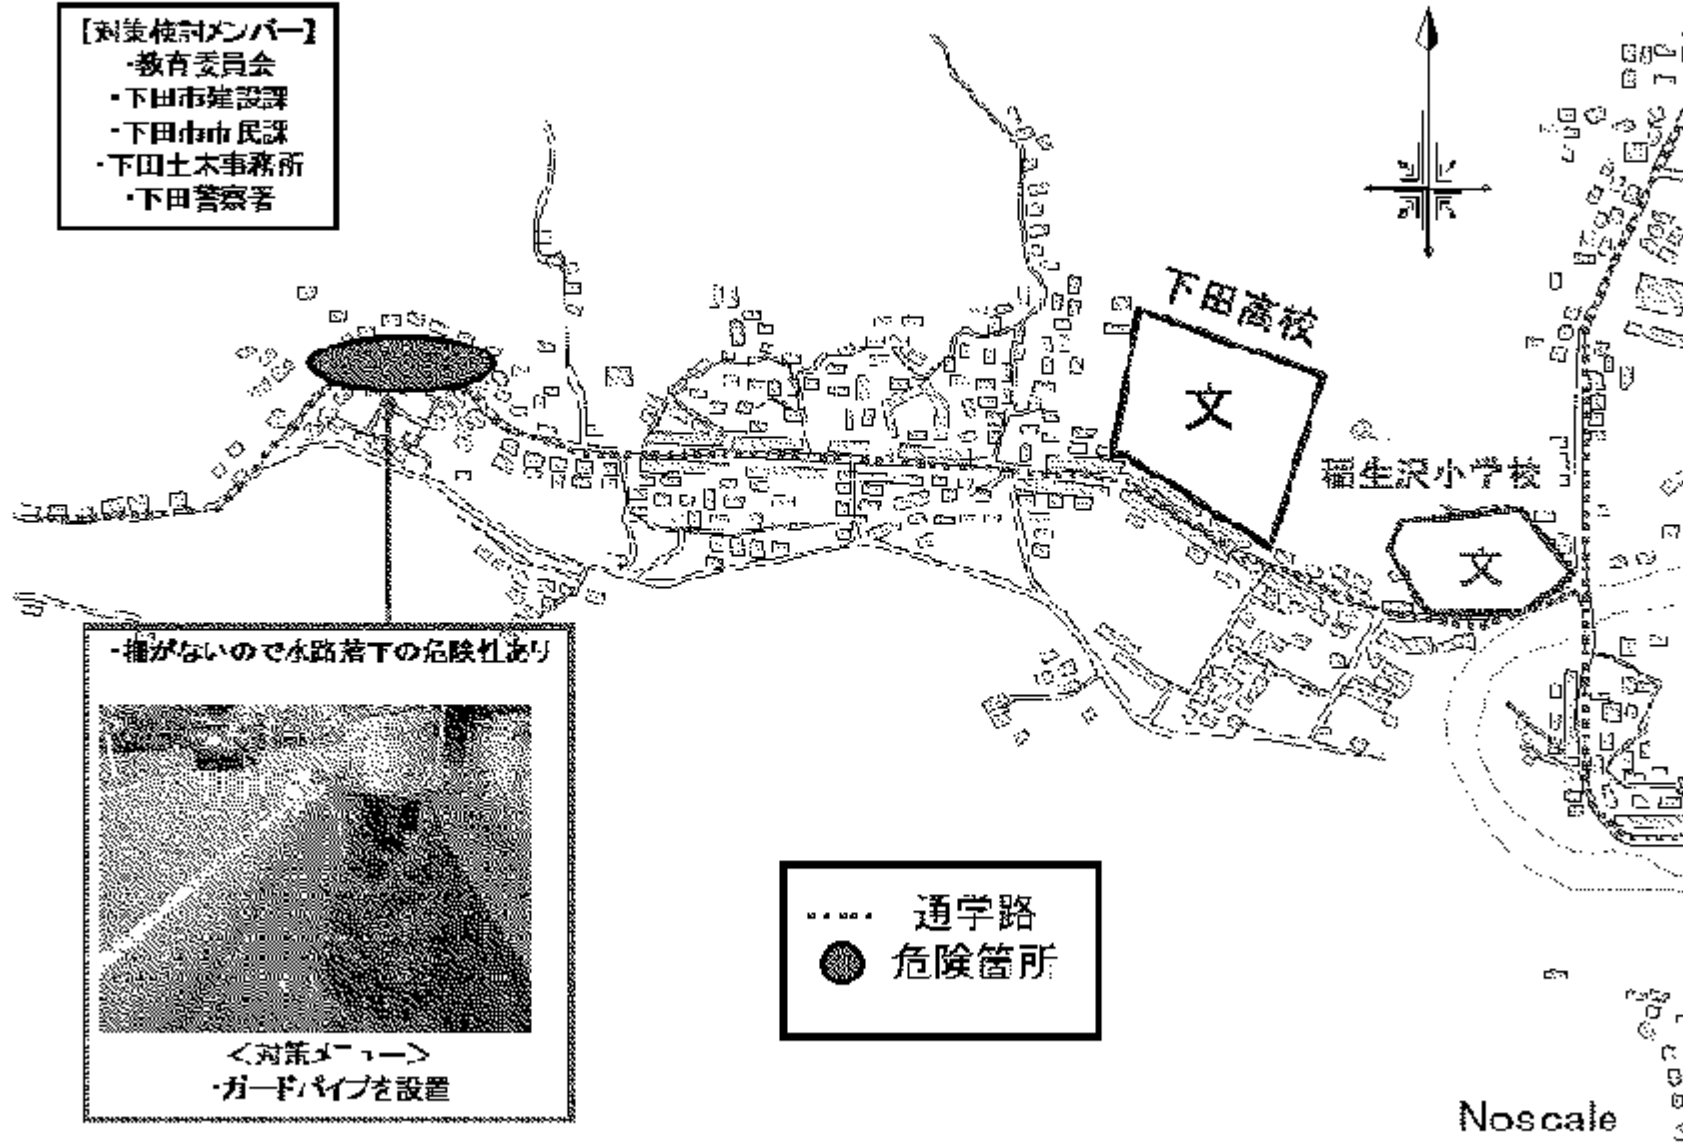 【対策検討メンバー】
・教育委員会
・下田市建設課
・下田市市民課
・下田土木事務所
・下田警察署
下田高校
文
稲生沢小学校
文
・柵がないので水路落下の危険性あり
＜対策メニュー＞
・ガードパイプを設置
通学路
危険箇所
Noscale